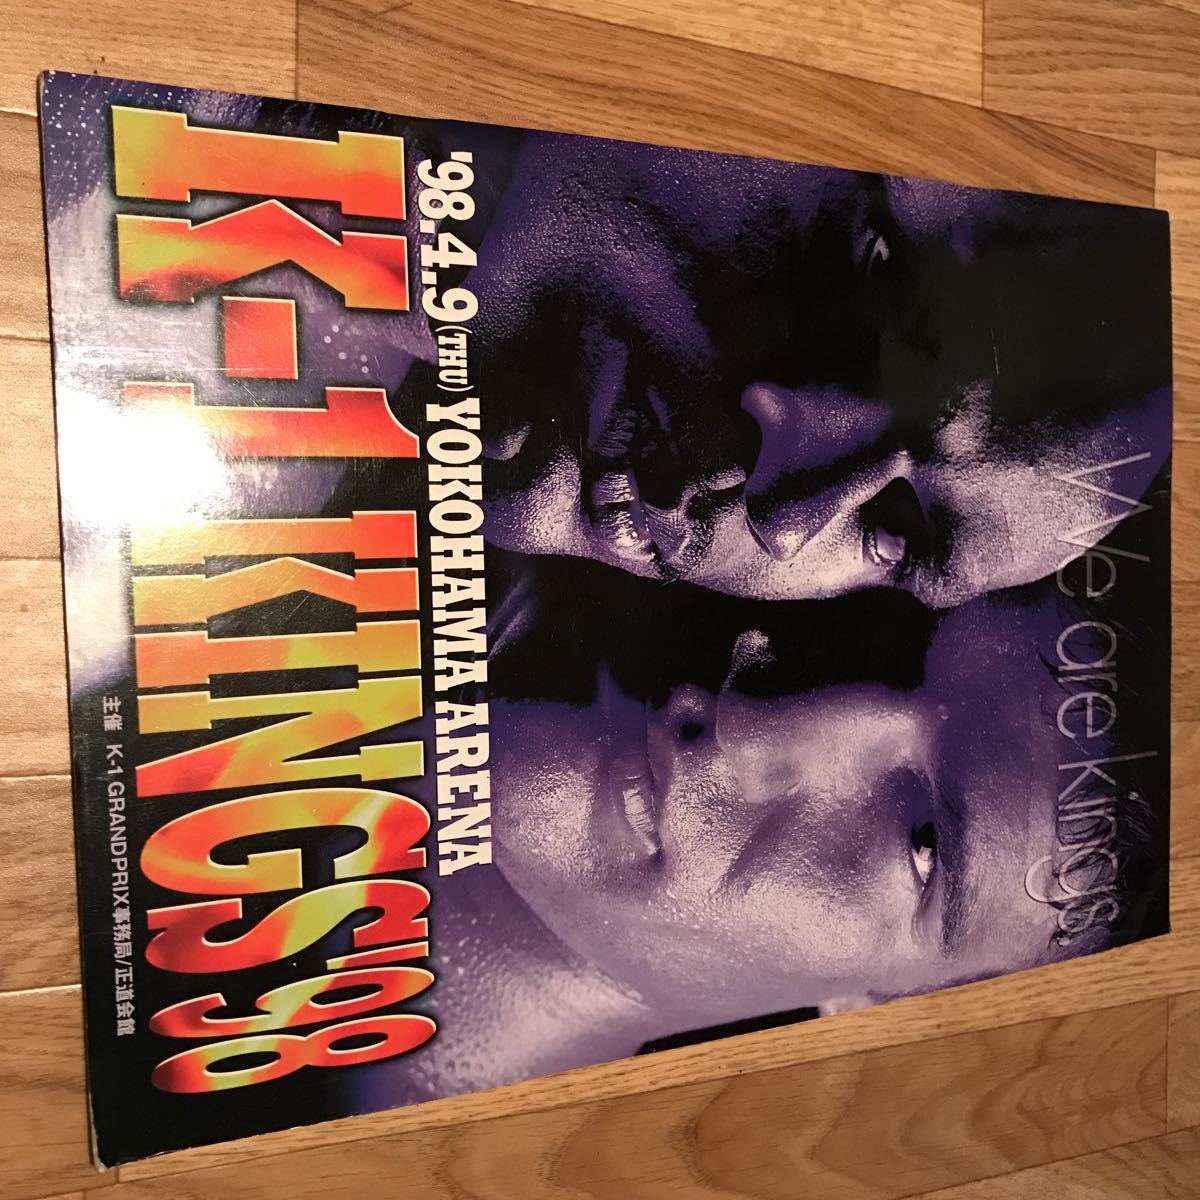 We are kings.
'98.4.9(THU) YOKOHAMA ARENA
K-1 KINGS'98
主催 K-1 GRANDPRIX事務局/正道会館